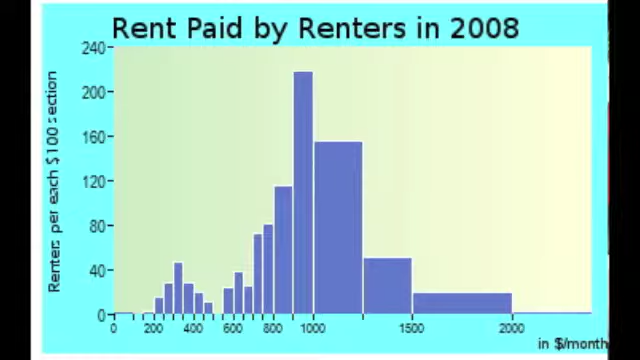 Rent Paid by Renters in 2008
Renters per each $100 section
240
200
160
120
80
40
0
0 200 400 600 800 1000 1500 2000
in $/month